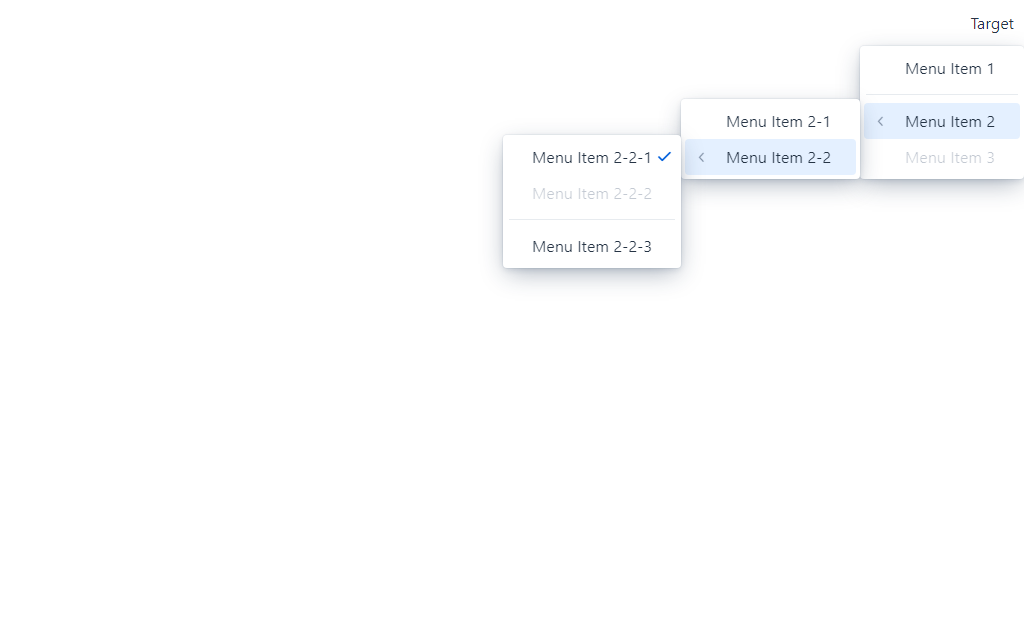 Target
Menu Item 1
Menu Item 2
Menu Item 3
Menu Item 2-1
Menu Item 2-2
Menu Item 2-2-1
Menu Item 2-2-2
Menu Item 2-2-3